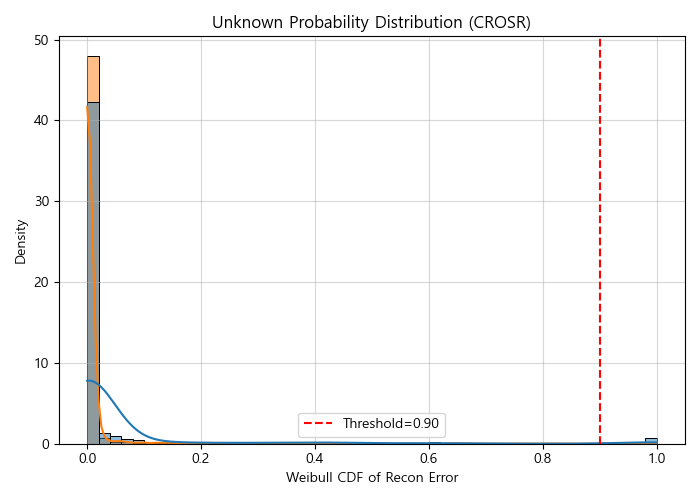 Unknown Probability Distribution (CROSR)
50
40
30
20
10
0
Density
0.0 0.2 0.4 0.6 0.8 1.0
Weibull CDF of Recon Error
Threshold=0.90